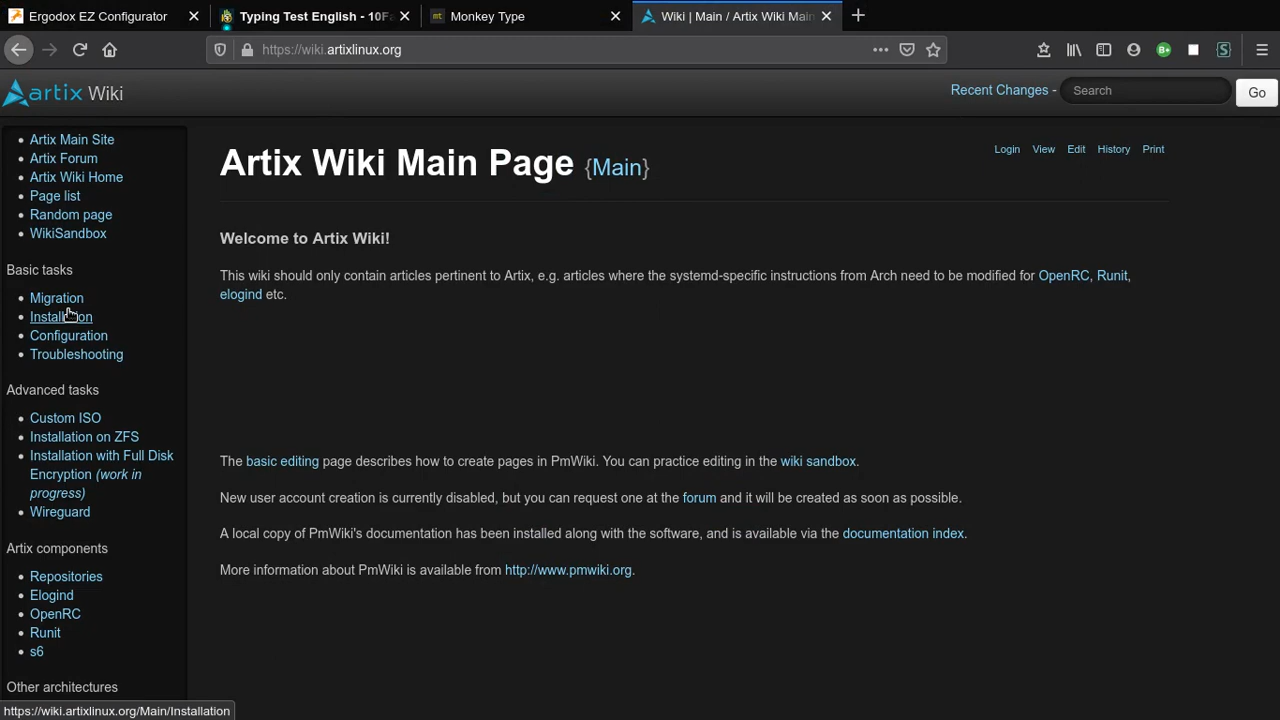 Ergodox EZ Configurator
Typing Test English - 10Fa
Monkey Type
Wiki | Main / Artix Wiki Main
https://wiki.artixlinux.org
artix Wiki
Recent Changes -
Search
Go
Artix Main Site
Artix Forum
Artix Wiki Home
Page list
Random page
WikiSandbox
Basic tasks
Migration
Installation
Configuration
Troubleshooting
Advanced tasks
Custom ISO
Installation on ZFS
Installation with Full Disk
Encryption (work in
progress)
Wireguard
Artix components
Repositories
Elogind
OpenRC
Runit
s6
Other architectures
Artix Wiki Main Page {Main}
Login View Edit History Print
Welcome to Artix Wiki!
This wiki should only contain articles pertinent to Artix, e.g. articles where the systemd-specific instructions from Arch need to be modified for OpenRC, Runit,
elogind etc.
The basic editing page describes how to create pages in PmWiki. You can practice editing in the wiki sandbox.
New user account creation is currently disabled, but you can request one at the forum and it will be created as soon as possible.
A local copy of PmWiki's documentation has been installed along with the software, and is available via the documentation index.
More information about PmWiki is available from http://www.pmwiki.org.
https://wiki.artixlinux.org/Main/Installation